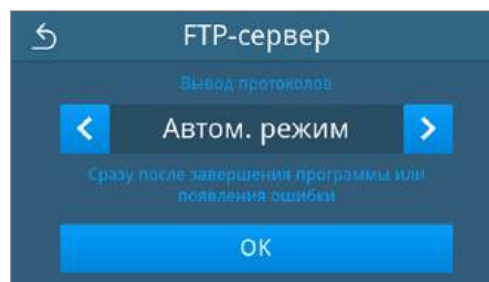 FTP-сервер
Вывод протоколов
Автом. режим
Сразу после завершения программы или
появления ошибки
OK